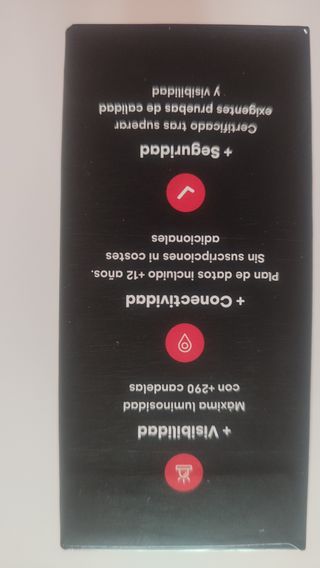 + Visibilidad
Máxima luminosidad
con +290 candelas
+ Conectividad
Plan de datos incluido +12 años.
Sin suscripciones ni costes
adicionales
+ Seguridad
Certificado tras superar
exigentes pruebas de calidad
y visibilidad